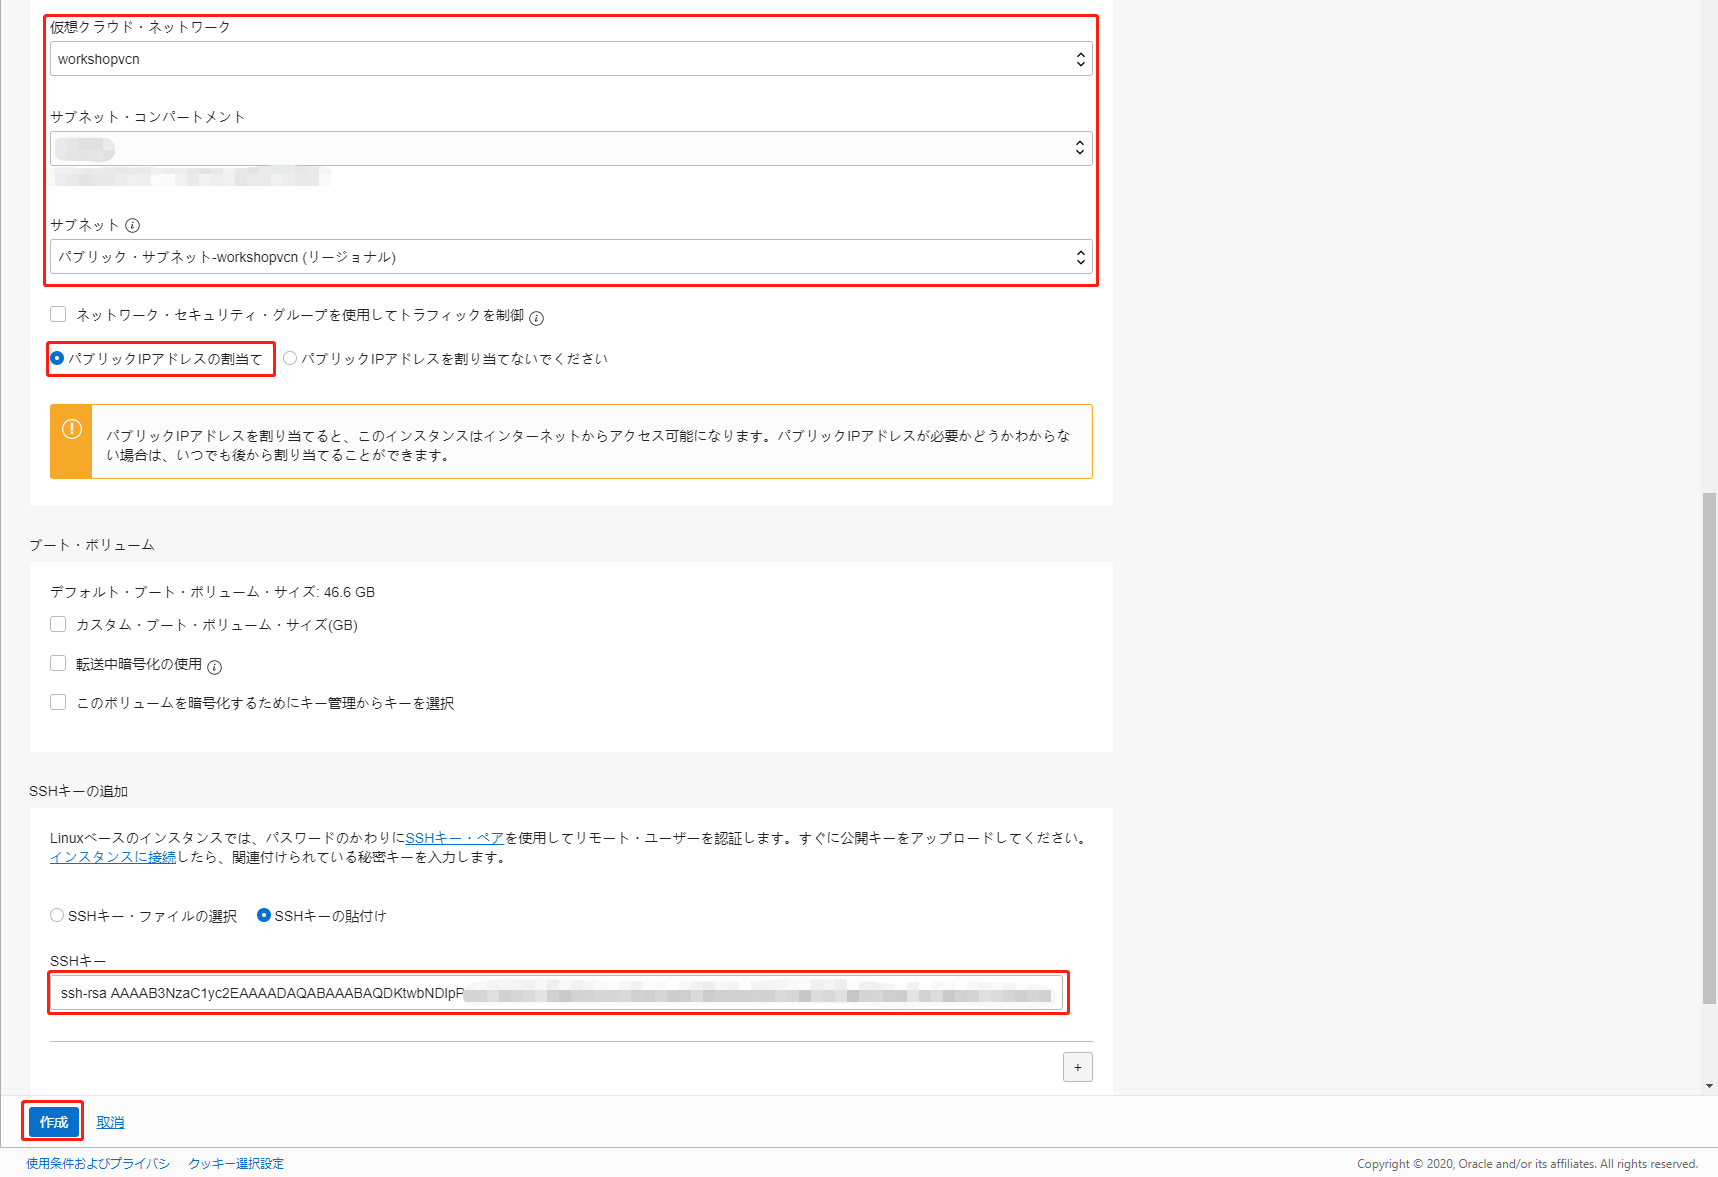 仮想クラウド・ネットワーク
workshopvcn
サブネット・コンパートメント
サブネット
パブリック・サブネット-workshopvcn (リージョナル)
ネットワーク・セキュリティ・グループを使用してトラフィックを制御
パブリックIPアドレスの割当て パブリックIPアドレスを割り当てないでください
パブリックIPアドレスを割り当てると、このインスタンスはインターネットからアクセス可能になります。パブリックIPアドレスが必要かどうかわからな
い場合は、いつでも後から割り当てることができます。
ブート・ボリューム
デフォルト・ブート・ボリューム・サイズ: 46.6 GB
カスタム・ブート・ボリューム・サイズ(GB)
転送中暗号化の使用
このボリュームを暗号化するためにキー管理からキーを選択
SSHキーの追加
Linuxベースのインスタンスでは、パスワードのかわりにSSHキー・ペアを使用してリモート・ユーザーを認証します。すぐに公開キーをアップロードしてください。
インスタンスに接続したら、関連付けられている秘密キーを入力します。
SSHキー・ファイルの選択 SSHキーの貼付け
SSHキー
ssh-rsa AAAAB3NzaC1yc2EAAAADAQABAAABAQDKtwbNDIpP
+
作成 取消
使用条件およびプライバシ クッキー選択設定
Copyright © 2020, Oracle and/or its affiliates. All rights reserved.